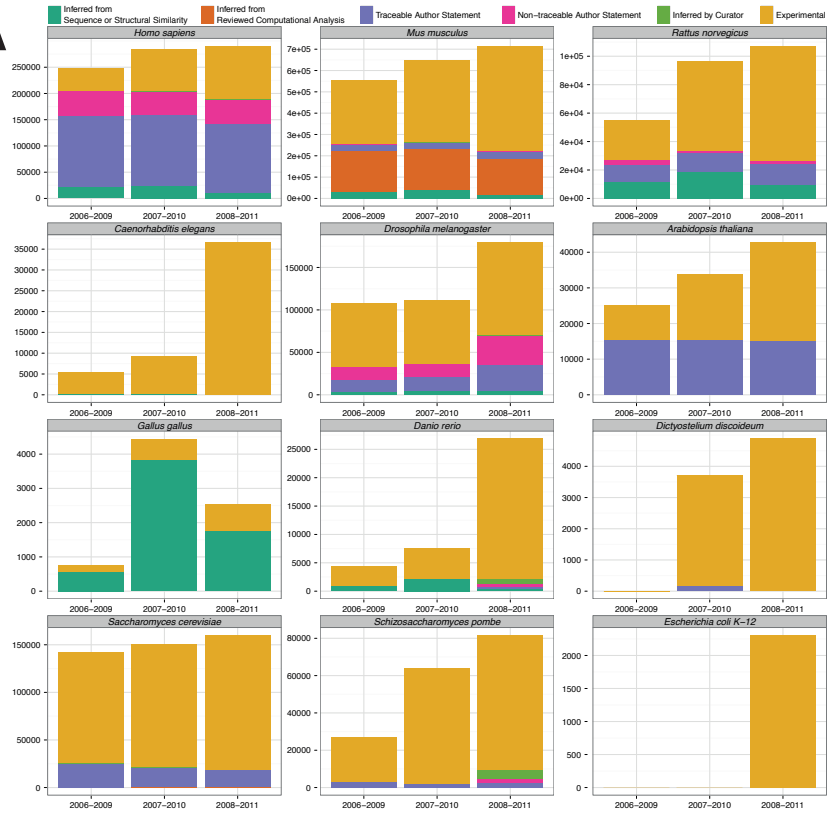 A
Inferred from
Sequence or Structural Similarity
Inferred from
Reviewed Computational Analysis
Traceable Author Statement
Non−traceable Author Statement
Inferred by Curator
Experimental
Homo sapiens
Mus musculus
Rattus norvegicus
250000
200000
150000
100000
50000
0
7e+05
6e+05
5e+05
4e+05
3e+05
2e+05
1e+05
0e+00
1e+05
8e+04
6e+04
4e+04
2e+04
0e+00
2006−2009 2007−2010 2008−2011
2006−2009 2007−2010 2008−2011
2006−2009 2007−2010 2008−2011
Caenorhabditis elegans
Drosophila melanogaster
Arabidopsis thaliana
35000
30000
25000
20000
15000
10000
5000
0
150000
100000
50000
0
40000
30000
20000
10000
0
2006−2009 2007−2010 2008−2011
2006−2009 2007−2010 2008−2011
2006−2009 2007−2010 2008−2011
Gallus gallus
Danio rerio
Dictyostelium discoideum
4000
3000
2000
1000
0
25000
20000
15000
10000
5000
0
4000
3000
2000
1000
0
2006−2009 2007−2010 2008−2011
2006−2009 2007−2010 2008−2011
2006−2009 2007−2010 2008−2011
Saccharomyces cerevisiae
Schizosaccharomyces pombe
Escherichia coli K−12
150000
100000
50000
0
80000
60000
40000
20000
0
2000
1500
1000
500
0
2006−2009 2007−2010 2008−2011
2006−2009 2007−2010 2008−2011
2006−2009 2007−2010 2008−2011